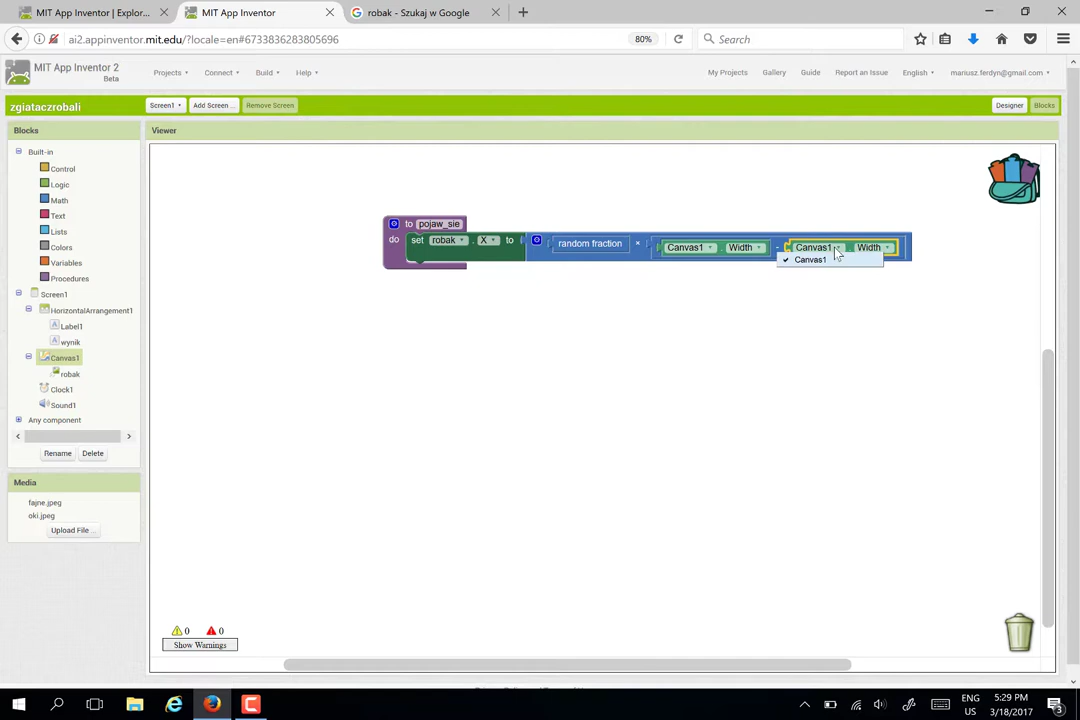 MIT App Inventor | Explor...
MIT App Inventor
robak - Szukaj w Google
ai2.appinventor.mit.edu/?locale=en#6733836283805696
80%
Search
MIT App Inventor 2
Beta
Projects
Connect
Build
Help
My Projects
Gallery
Guide
Report an Issue
English
mariusz.ferdyn@gmail.com
zgiataczrobali
Screen1
Add Screen ...
Remove Screen
Designer
Blocks
Blocks
Viewer
Built-in
Control
Logic
Math
Text
Lists
Colors
Variables
Procedures
Screen1
HorizontalArrangement1
Label1
wynik
Canvas1
robak
Clock1
Sound1
Any component
Rename
Delete
Media
fajne.jpeg
oki.jpeg
Upload File ...
to pojaw_sie
do set robak . X to random fraction × Canvas1 . Width - Canvas1 . Width
Canvas1
0 0
Show Warnings
ENG
US
5:29 PM
3/18/2017
3